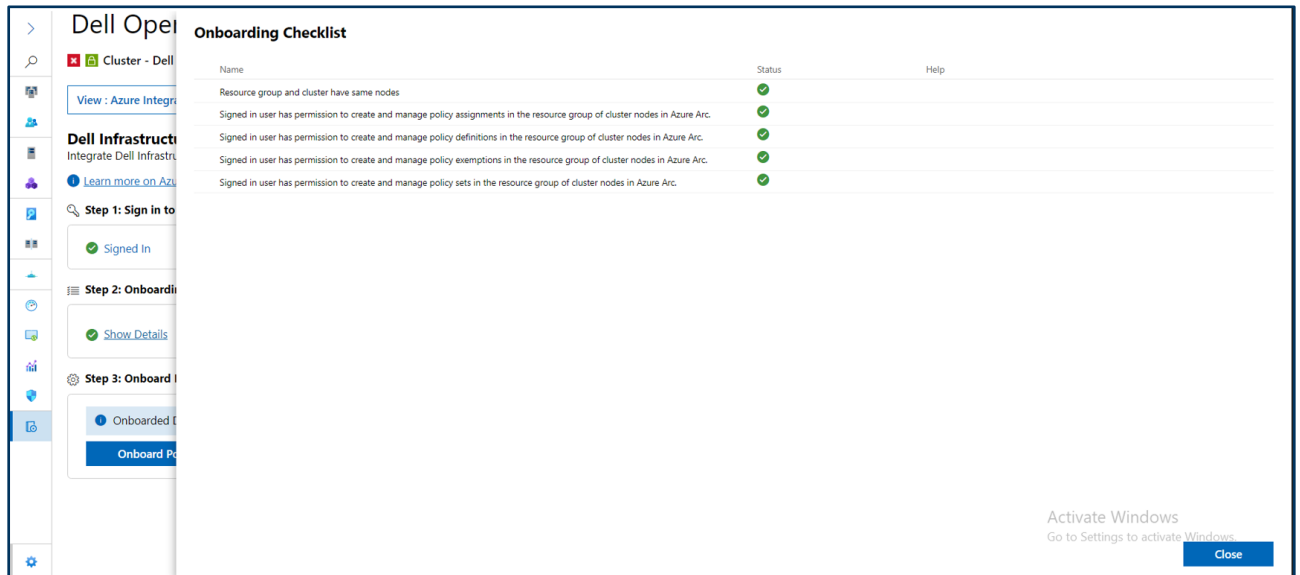 Dell Oper
Cluster - Dell
View : Azure Integra
Dell Infrastructu
Integrate Dell Infrastru
Learn more on Azu
Step 1: Sign in to
Signed In
Step 2: Onboardin
Show Details
Step 3: Onboard
Onboarded D
Onboard Po
Onboarding Checklist
Name Status Help
Resource group and cluster have same nodes
Signed in user has permission to create and manage policy assignments in the resource group of cluster nodes in Azure Arc.
Signed in user has permission to create and manage policy definitions in the resource group of cluster nodes in Azure Arc.
Signed in user has permission to create and manage policy exemptions in the resource group of cluster nodes in Azure Arc.
Signed in user has permission to create and manage policy sets in the resource group of cluster nodes in Azure Arc.
Activate Windows
Go to Settings to activate Windows.
Close